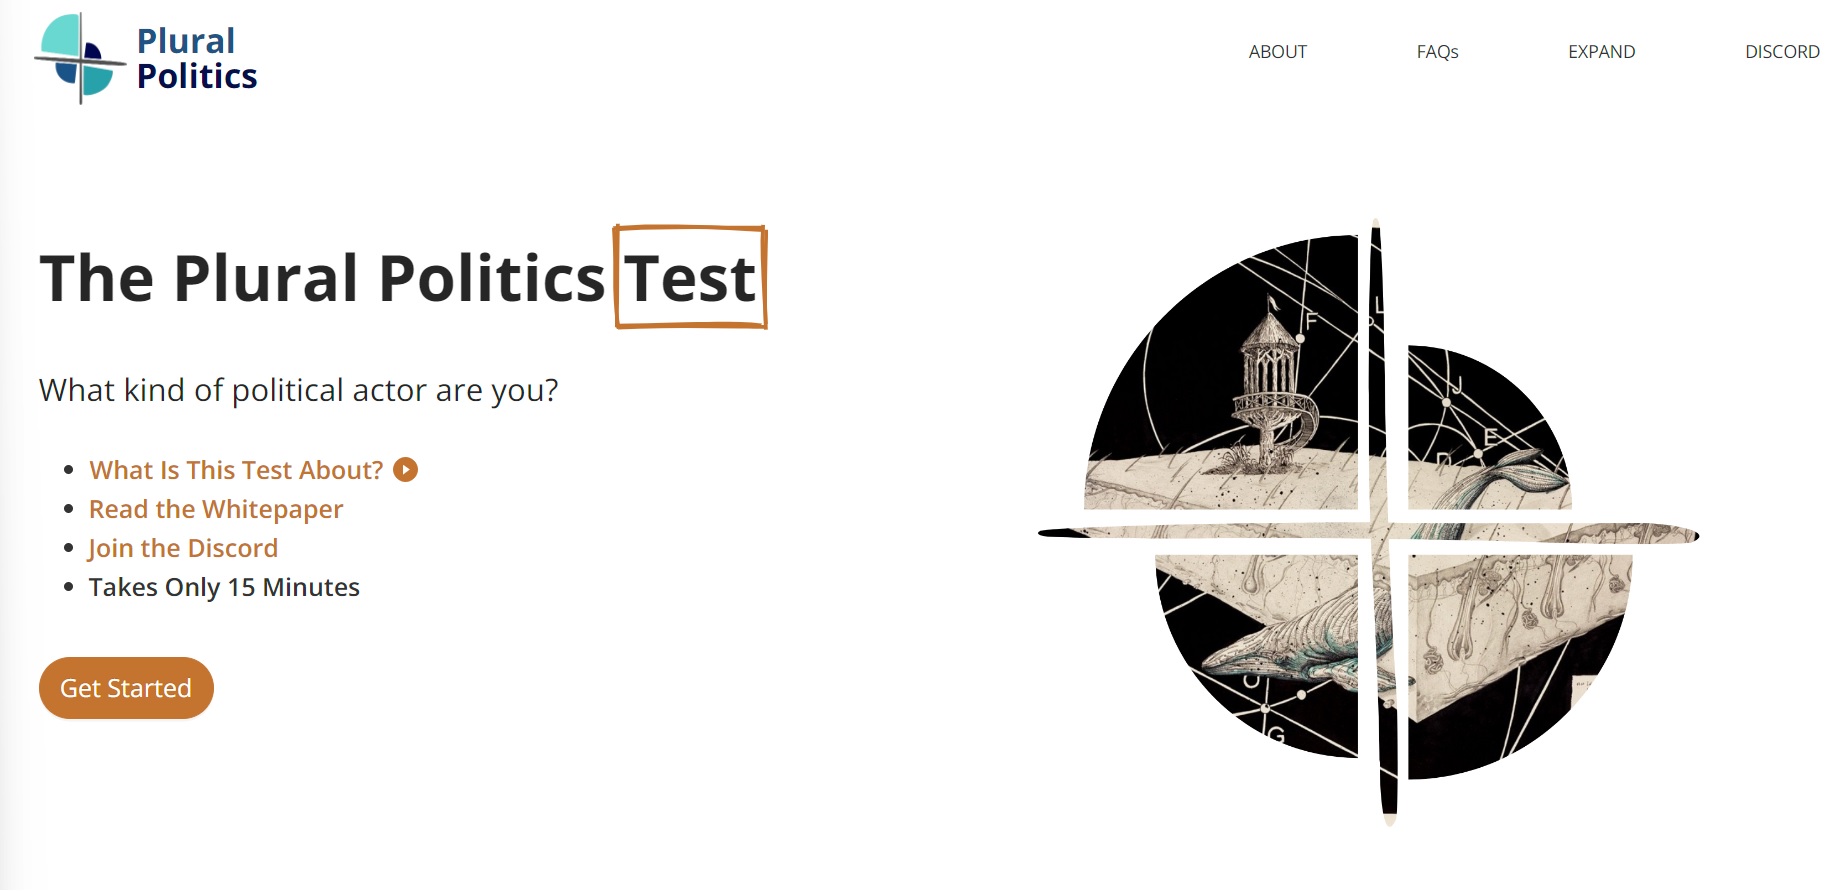 Plural
Politics
ABOUT
FAQs
EXPAND
DISCORD
The Plural Politics Test
What kind of political actor are you?
What Is This Test About?
Read the Whitepaper
Join the Discord
Takes Only 15 Minutes
Get Started
F
L
J
E
G